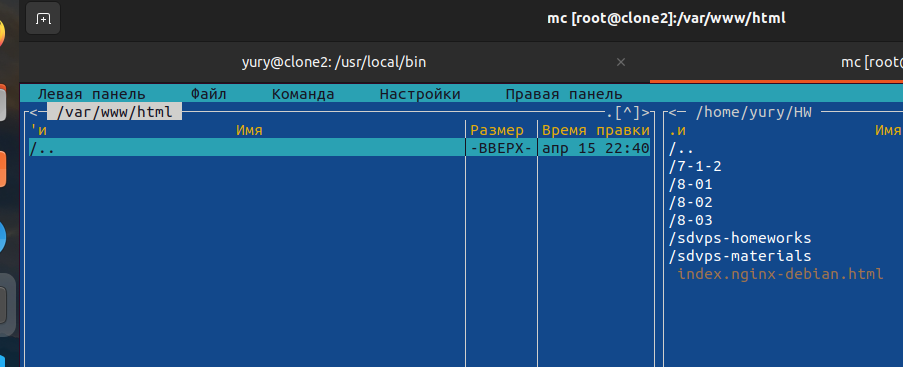 mc [root@clone2]:/var/www/html
yury@clone2: /usr/local/bin × mc [root@
Левая панель Файл Команда Настройки Правая панель
<─ /var/www/html .[^]>
'и Имя Размер Время правки
/.. -ВВЕРХ- апр 15 22:40
<─ /home/yury/HW
.и Имя
/..
/7-1-2
/8-01
/8-02
/8-03
/sdvps-homeworks
/sdvps-materials
index.nginx-debian.html